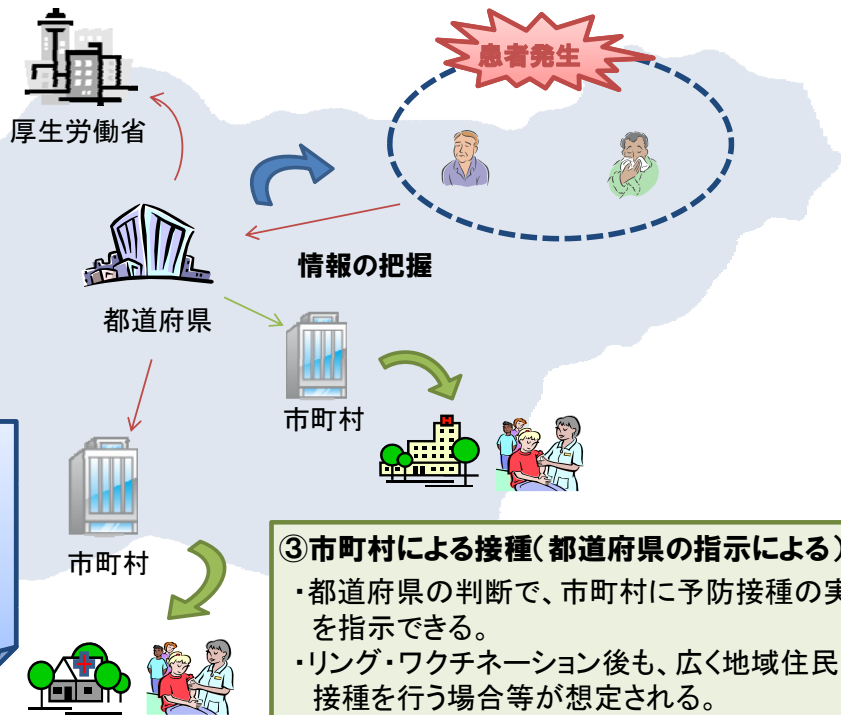 患者発生
厚生労働省
情報の把握
都道府県
市町村
市町村
③市町村による接種(都道府県の指示による)
・都道府県の判断で、市町村に予防接種の実
を指示できる。
・リング・ワクチネーション後も、広く地域住民
接種を行う場合等が想定される。